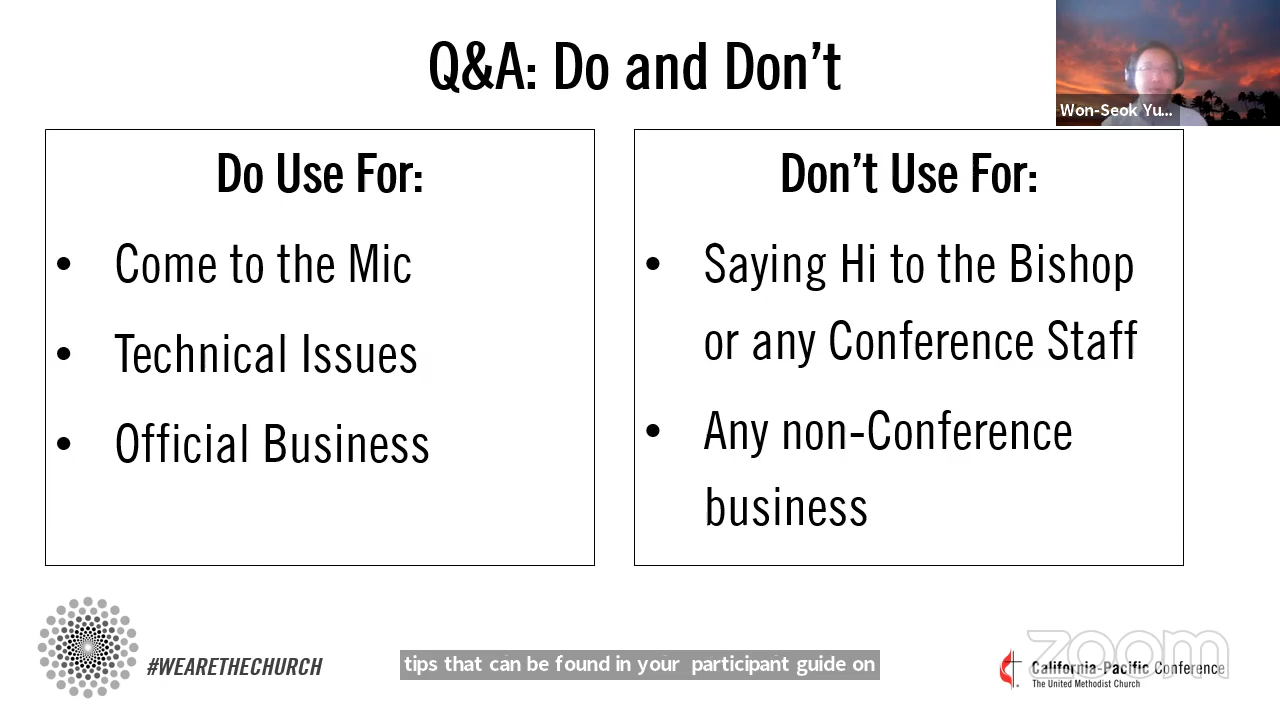 Q&A: Do and Don't
Won-Seok Yu...
Do Use For:
• Come to the Mic
• Technical Issues
• Official Business
Don't Use For:
• Saying Hi to the Bishop
or any Conference Staff
• Any non-Conference
business
#WEARETHECHURCH
tips that can be found in your participant guide on
zoom
California-Pacific Conference
The United Methodist Church